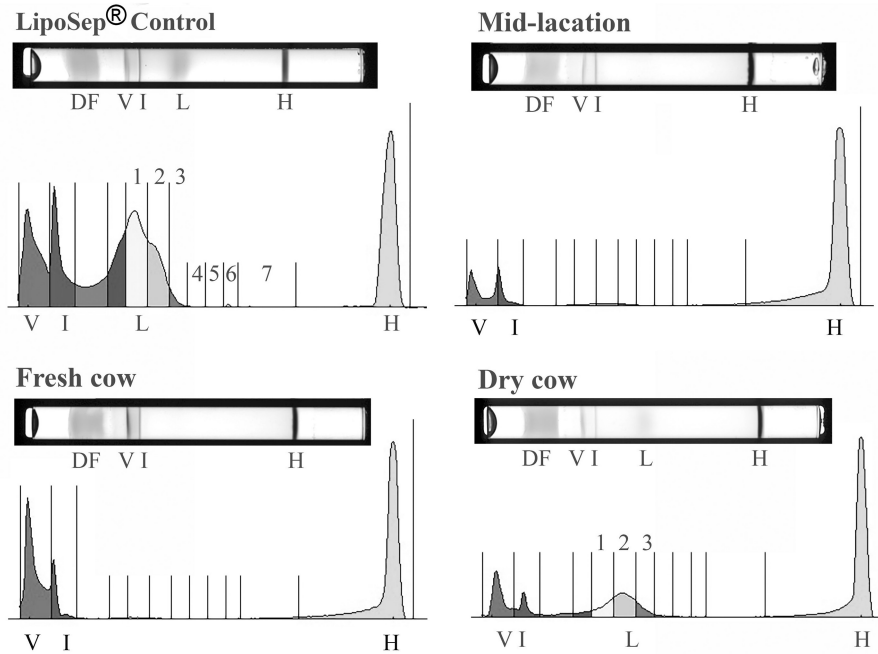 LipoSep® Control
DF V I L H
1 2 3
4 5 6 7
V I L H
Mid-lacation
DF V I H
V I H
Fresh cow
DF V I H
V I H
Dry cow
DF V I L H
1 2 3
V I L H